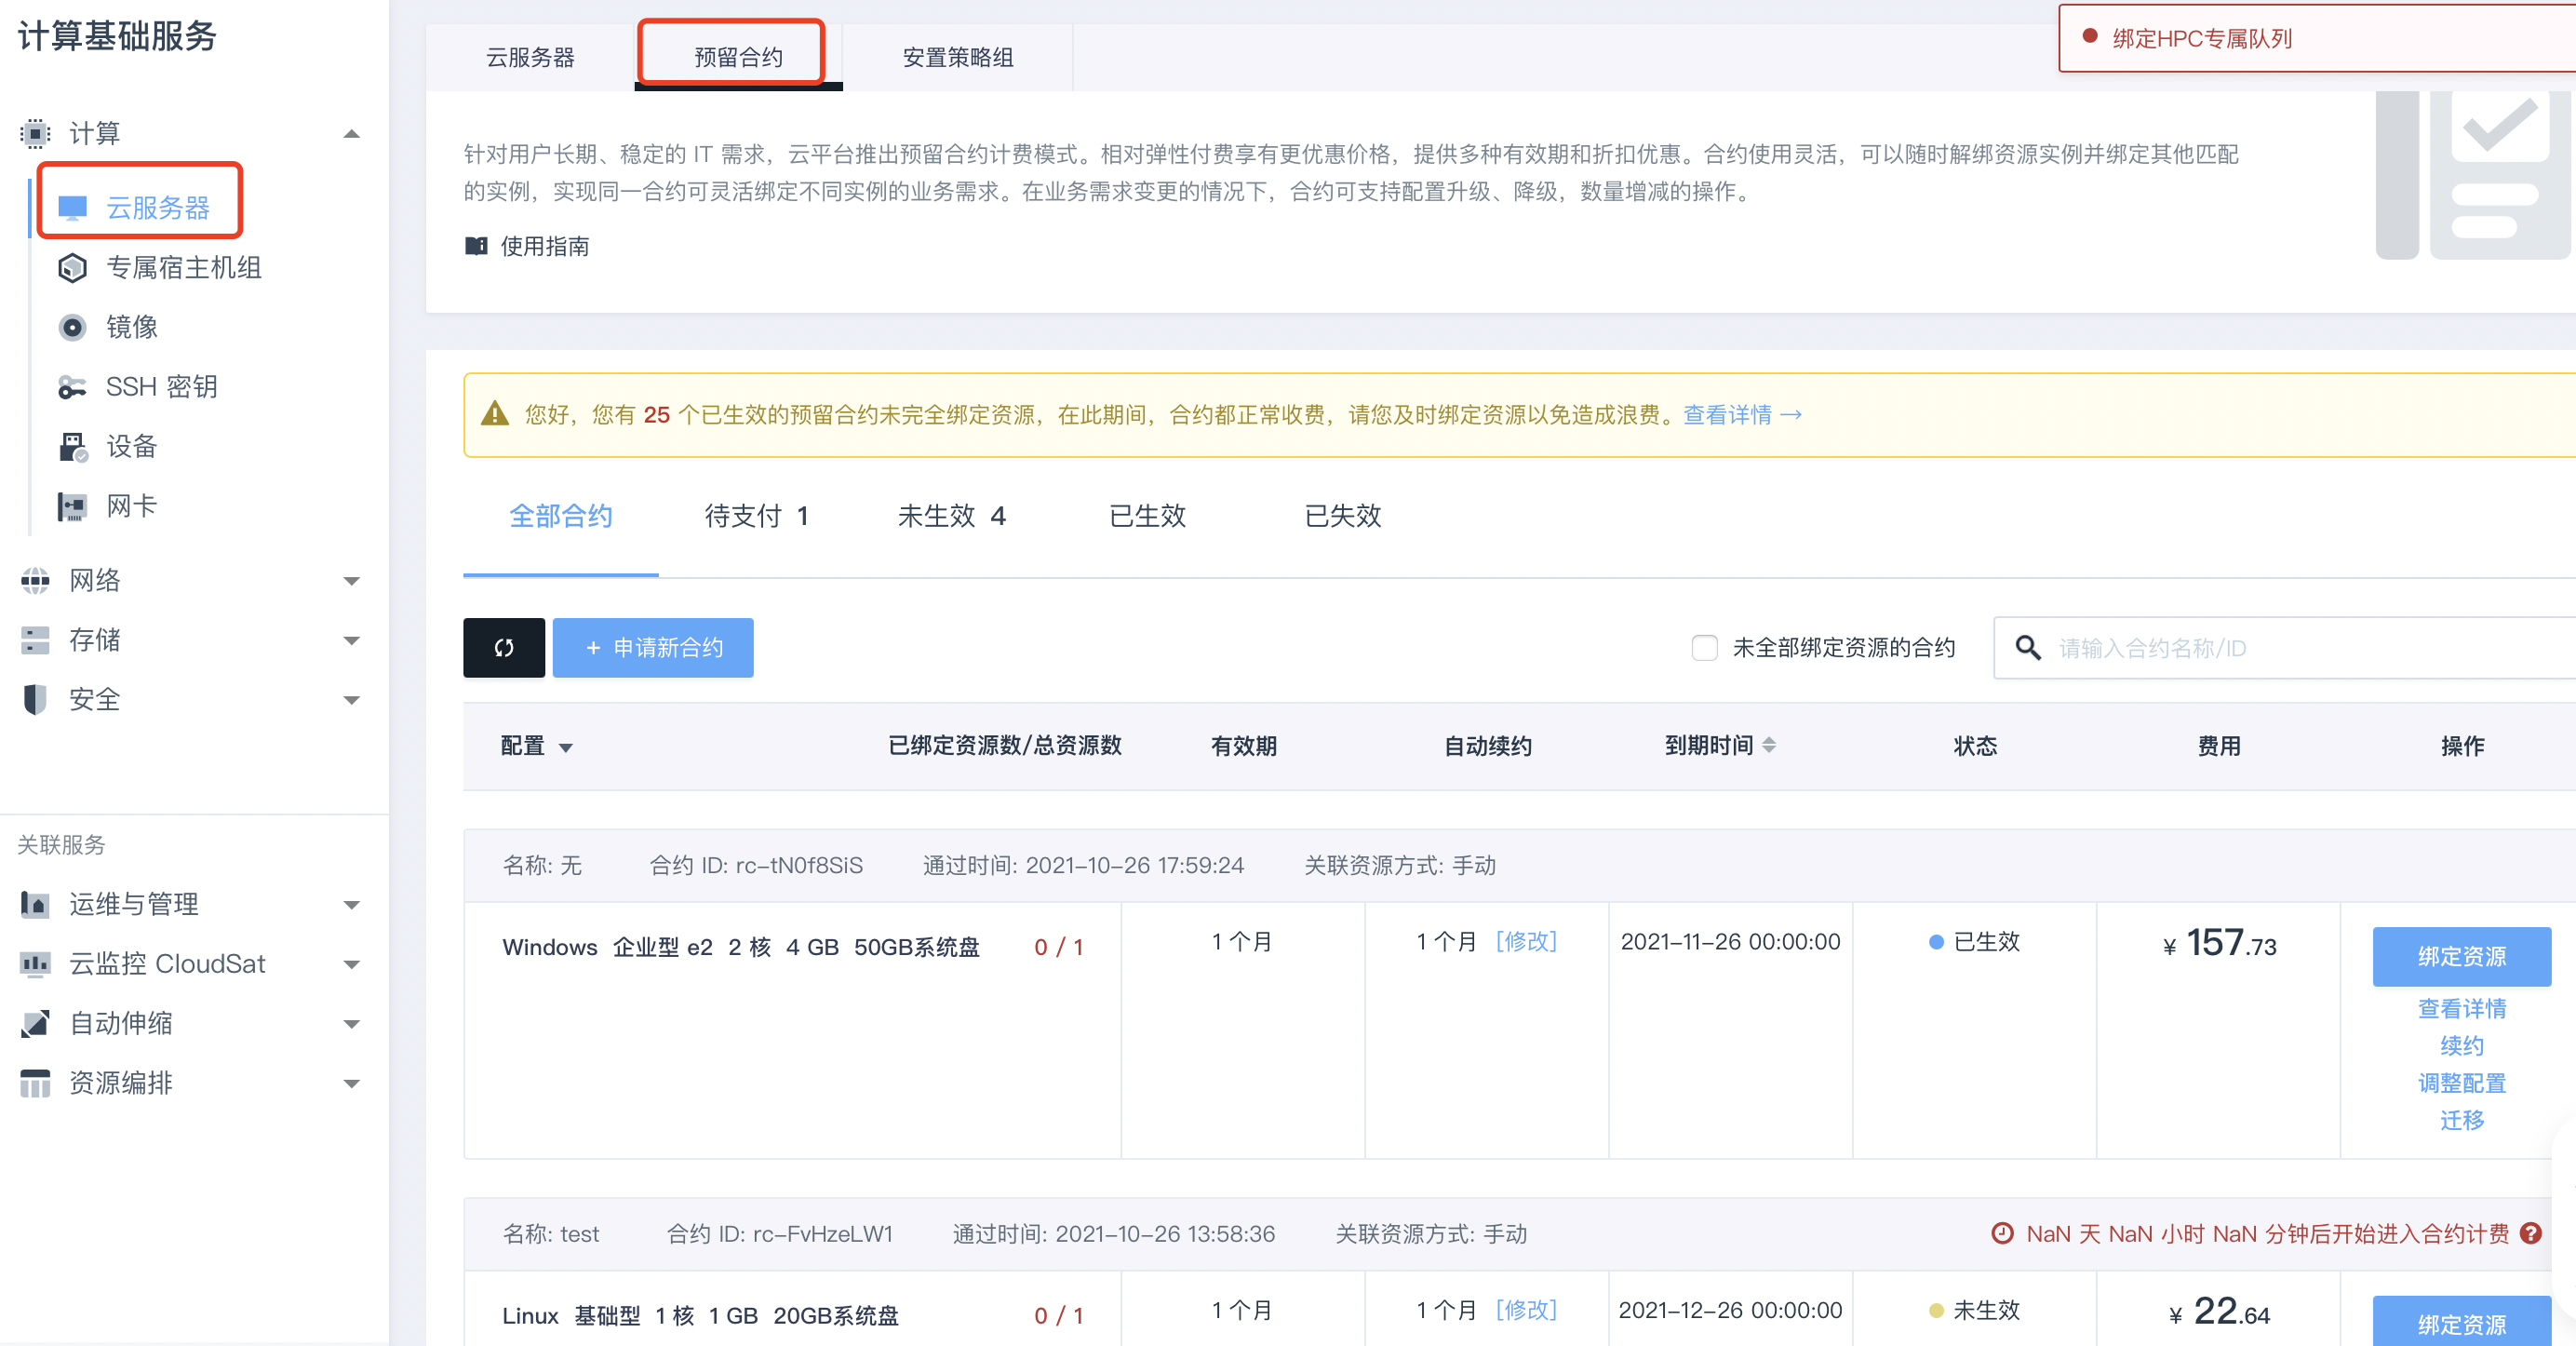 计算基础服务
计算
云服务器
专属宿主机组
镜像
SSH 密钥
设备
网卡
网络
存储
安全
关联服务
运维与管理
云监控 CloudSat
自动伸缩
资源编排
云服务器
预留合约
安置策略组
绑定HPC专属队列
针对用户长期、稳定的 IT 需求，云平台推出预留合约计费模式。相对弹性付费享有更优惠价格，提供多种有效期和折扣优惠。合约使用灵活，可以随时解绑资源实例并绑定其他匹配
的实例，实现同一合约可灵活绑定不同实例的业务需求。在业务需求变更的情况下，合约可支持配置升级、降级，数量增减的操作。
使用指南
您好，您有 25 个已生效的预留合约未完全绑定资源，在此期间，合约都正常收费，请您及时绑定资源以免造成浪费。查看详情 →
全部合约 待支付 1 未生效 4 已生效 已失效
+ 申请新合约
未全部绑定资源的合约
请输入合约名称/ID
配置 已绑定资源数/总资源数 有效期 自动续约 到期时间 状态 费用 操作
名称: 无 合约 ID: rc-tN0f8SiS 通过时间: 2021-10-26 17:59:24 关联资源方式: 手动
Windows 企业型 e2 2 核 4 GB 50GB系统盘 0 / 1 1 个月 1 个月 [修改] 2021-11-26 00:00:00 已生效 ¥ 157.73 绑定资源
查看详情
续约
调整配置
迁移
名称: test 合约 ID: rc-FvHzeLW1 通过时间: 2021-10-26 13:58:36 关联资源方式: 手动 NaN 天 NaN 小时 NaN 分钟后开始进入合约计费
Linux 基础型 1 核 1 GB 20GB系统盘 0 / 1 1 个月 1 个月 [修改] 2021-12-26 00:00:00 未生效 ¥ 22.64 绑定资源